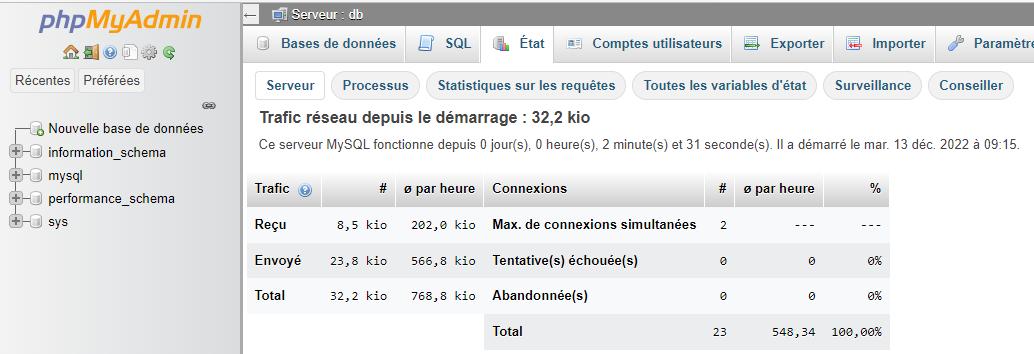 phpMyAdmin
Récentes Préférées
Nouvelle base de données
information_schema
mysql
performance_schema
sys
Serveur : db
Bases de données SQL État Comptes utilisateurs Exporter Importer Paramètre
Serveur Processus Statistiques sur les requêtes Toutes les variables d'état Surveillance Conseiller
Trafic réseau depuis le démarrage : 32,2 kio
Ce serveur MySQL fonctionne depuis 0 jour(s), 0 heure(s), 2 minute(s) et 31 seconde(s). Il a démarré le mar. 13 déc. 2022 à 09:15.
Trafic # ø par heure Connexions # ø par heure %
Reçu 8,5 kio 202,0 kio Max. de connexions simultanées 2 --- ---
Envoyé 23,8 kio 566,8 kio Tentative(s) échouée(s) 0 0 0%
Total 32,2 kio 768,8 kio Abandonnée(s) 0 0 0%
Total 23 548,34 100,00%